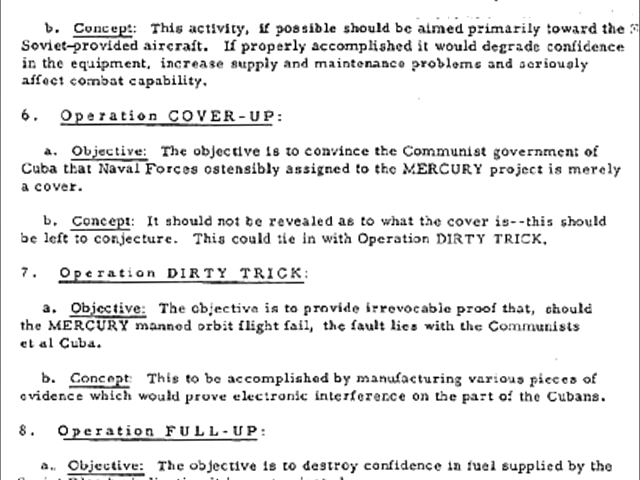 b. Concept: This activity, if possible should be aimed primarily toward the
Soviet-provided aircraft. If properly accomplished it would degrade confidence
in the equipment, increase supply and maintenance problems and seriously
affect combat capability.
6. Operation COVER-UP:
a. Objective: The objective is to convince the Communist government of
Cuba that Naval Forces ostensibly assigned to the MERCURY project is merely
a cover.
b. Concept: It should not be revealed as to what the cover is--this should
be left to conjecture. This could tie in with Operation DIRTY TRICK.
7. Operation DIRTY TRICK:
a. Objective: The objective is to provide irrevocable proof that, should
the MERCURY manned orbit flight fail, the fault lies with the Communists
et al Cuba.
b. Concept: This to be accomplished by manufacturing various pieces of
evidence which would prove electronic interference on the part of the Cubans.
8. Operation FULL-UP:
a. Objective: The objective is to destroy confidence in fuel supplied by the